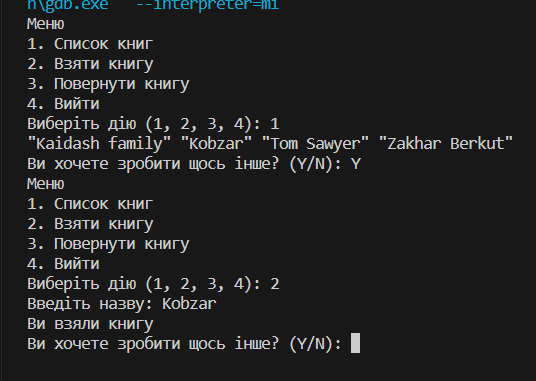 n\gdb.exe --interpreter=mi
Меню
1. Список книг
2. Взяти книгу
3. Повернути книгу
4. Вийти
Виберіть дію (1, 2, 3, 4): 1
"Kaidash family" "Kobzar" "Tom Sawyer" "Zakhar Berkut"
Ви хочете зробити щось інше? (Y/N): Y
Меню
1. Список книг
2. Взяти книгу
3. Повернути книгу
4. Вийти
Виберіть дію (1, 2, 3, 4): 2
Введіть назву: Kobzar
Ви взяли книгу
Ви хочете зробити щось інше? (Y/N):